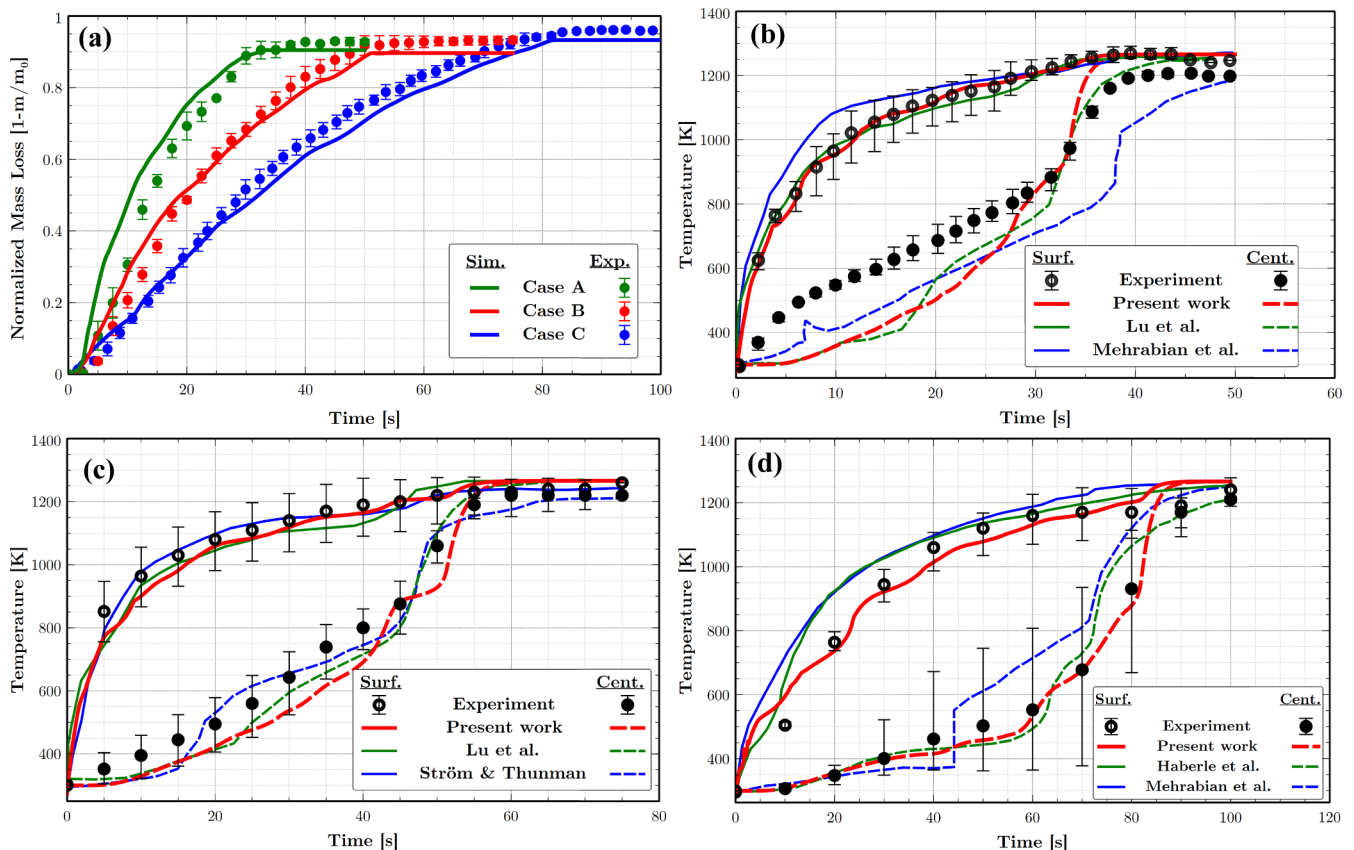 (a)
Normalized Mass Loss [1-m/m₀]
1
0.8
0.6
0.4
0.2
0
0 20 40 60 80 100
Time [s]
Sim. Exp.
Case A
Case B
Case C
(b)
Temperature [K]
1400
1200
1000
800
600
400
0 10 20 30 40 50 60
Time [s]
Surf. Cent.
Experiment
Present work
Lu et al.
Mehrabian et al.
(c)
Temperature [K]
1400
1200
1000
800
600
400
0 20 40 60 80
Time [s]
Surf. Cent.
Experiment
Present work
Lu et al.
Ström & Thunman
(d)
Temperature [K]
1400
1200
1000
800
600
400
0 20 40 60 80 100 120
Time [s]
Surf. Cent.
Experiment
Present work
Haberle et al.
Mehrabian et al.